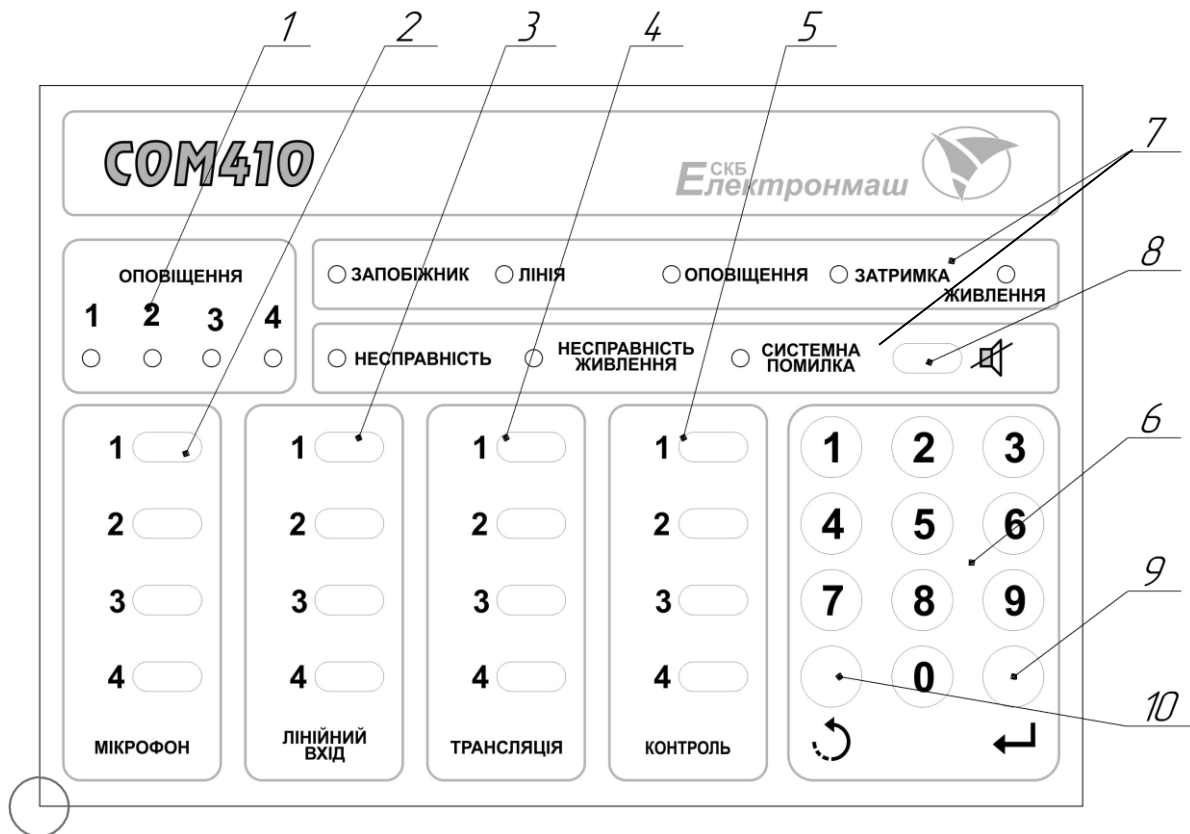 1 2 3 4 5
COM410
СКБ
Електронмаш
7
ОПОВІЩЕННЯ
1 2 3 4
ЗАПОБІЖНИК ЛІНІЯ ОПОВІЩЕННЯ ЗАТРИМКА
ЖИВЛЕННЯ
8
НЕСПРАВНІСТЬ
НЕСПРАВНІСТЬ
ЖИВЛЕННЯ
СИСТЕМНА
ПОМИЛКА
1
2
3
4
МІКРОФОН
1
2
3
4
ЛІНІЙНИЙ
ВХІД
1
2
3
4
ТРАНСЛЯЦІЯ
1
2
3
4
КОНТРОЛЬ
1 2 3
4 5 6
7 8 9
0
6
9
10